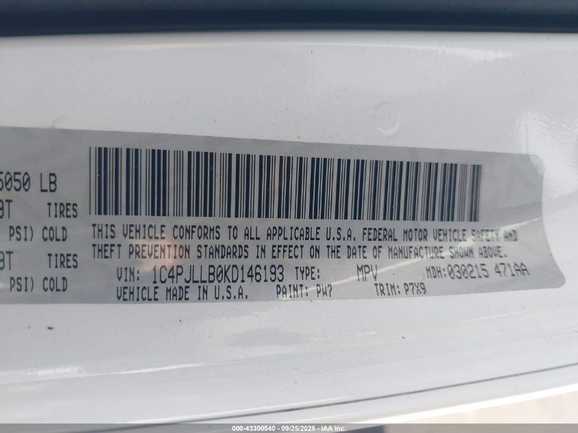 5050 LB
TIRES
PSI) COLD
TIRES
PSI) COLD
THIS VEHICLE CONFORMS TO ALL APPLICABLE U.S.A. FEDERAL MOTOR VEHICLE SAFETY AND
THEFT PREVENTION STANDARDS IN EFFECT ON THE DATE OF MANUFACTURE SHOWN ABOVE.
VIN: 1C4PJLLB0KD146193 TYPE: MPV MDH: 030215 471AA
VEHICLE MADE IN U.S.A. PAINT: PW7 TRIM: P7X9
000-43300540 - 09/25/2025 - IAA Inc.